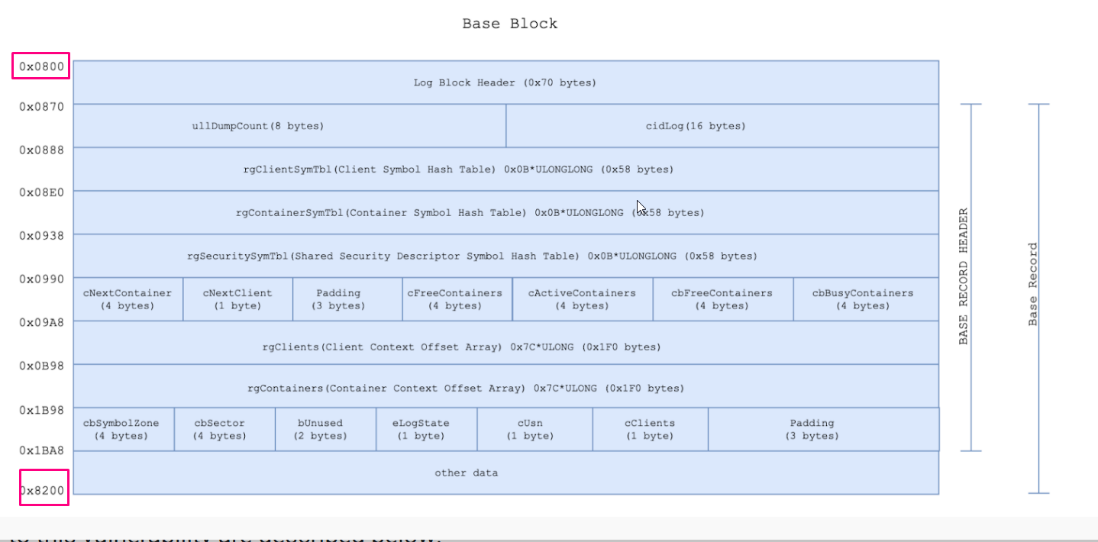 Base Block
0x0800
Log Block Header (0x70 bytes)
0x0870
ullDumpCount(8 bytes)
cidLog(16 bytes)
0x0888
rgClientSymTbl(Client Symbol Hash Table) 0x0B*ULONGLONG (0x58 bytes)
0x08E0
rgContainerSymTbl(Container Symbol Hash Table) 0x0B*ULONGLONG (0x58 bytes)
0x0938
rgSecuritySymTbl(Shared Security Descriptor Symbol Hash Table) 0x0B*ULONGLONG (0x58 bytes)
0x0990
cNextContainer
(4 bytes)
cNextClient
(1 byte)
Padding
(3 bytes)
cFreeContainers
(4 bytes)
cActiveContainers
(4 bytes)
cbFreeContainers
(4 bytes)
cbBusyContainers
(4 bytes)
0x09A8
rgClients(Client Context Offset Array) 0x7C*ULONG (0x1F0 bytes)
0x0B98
rgContainers(Container Context Offset Array) 0x7C*ULONG (0x1F0 bytes)
0x1B98
cbSymbolZone
(4 bytes)
cbSector
(4 bytes)
bUnused
(2 bytes)
eLogState
(1 byte)
cUsn
(1 byte)
cClients
(1 byte)
Padding
(3 bytes)
0x1BA8
other data
0x8200
BASE RECORD HEADER
Base Record
to this vulnerability are described below.